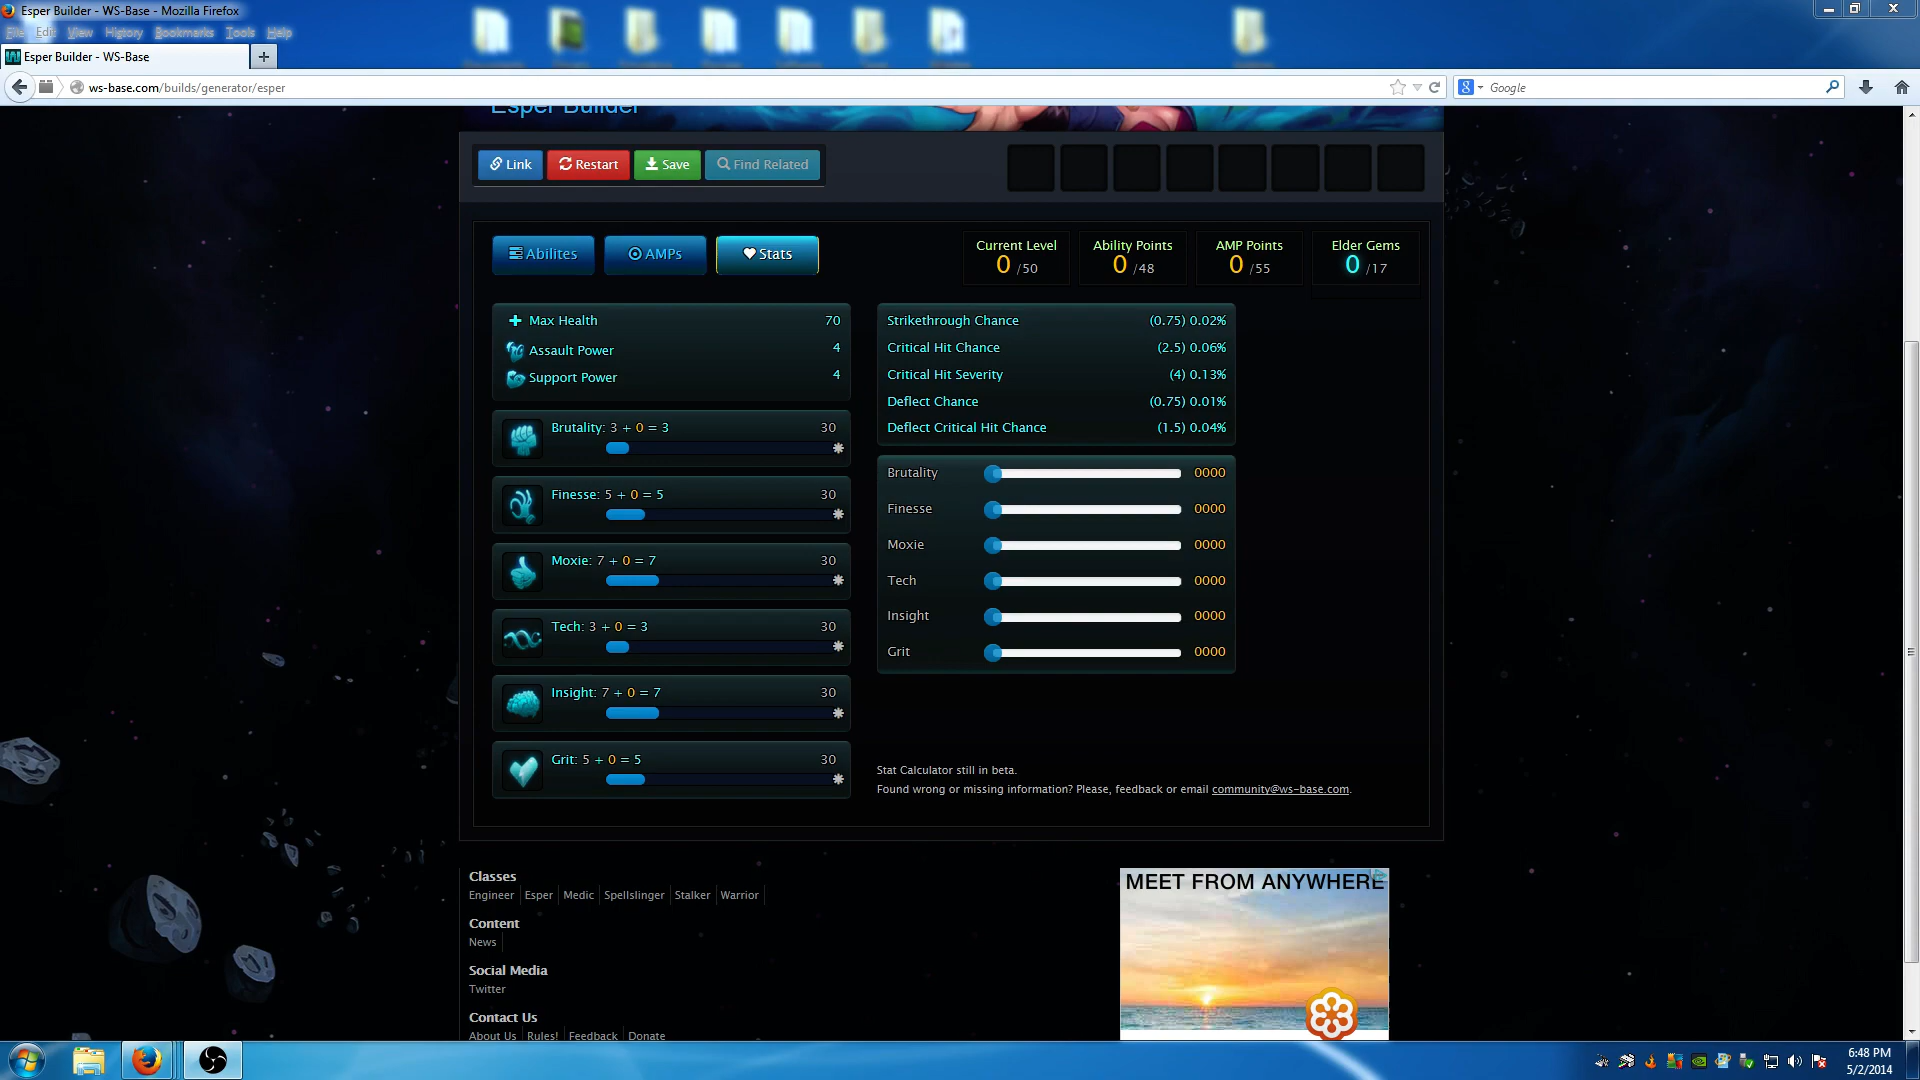 Esper Builder - WS-Base - Mozilla Firefox
File Edit View History Bookmarks Tools Help
Esper Builder - WS-Base
ws-base.com/builds/generator/esper
Google
Esper Builder
Link Restart Save Find Related
Abilites AMPs Stats
Current Level 0 /50
Ability Points 0 /48
AMP Points 0 /55
Elder Gems 0 /17
Max Health 70
Assault Power 4
Support Power 4
Brutality: 3 + 0 = 3 30
Finesse: 5 + 0 = 5 30
Moxie: 7 + 0 = 7 30
Tech: 3 + 0 = 3 30
Insight: 7 + 0 = 7 30
Grit: 5 + 0 = 5 30
Strikethrough Chance (0.75) 0.02%
Critical Hit Chance (2.5) 0.06%
Critical Hit Severity (4) 0.13%
Deflect Chance (0.75) 0.01%
Deflect Critical Hit Chance (1.5) 0.04%
Brutality 0000
Finesse 0000
Moxie 0000
Tech 0000
Insight 0000
Grit 0000
Stat Calculator still in beta.
Found wrong or missing information? Please, feedback or email community@ws-base.com.
Classes
Engineer Esper Medic Spellslinger Stalker Warrior
Content
News
Social Media
Twitter
Contact Us
About Us Rules! Feedback Donate
MEET FROM ANYWHERE
6:48 PM
5/2/2014